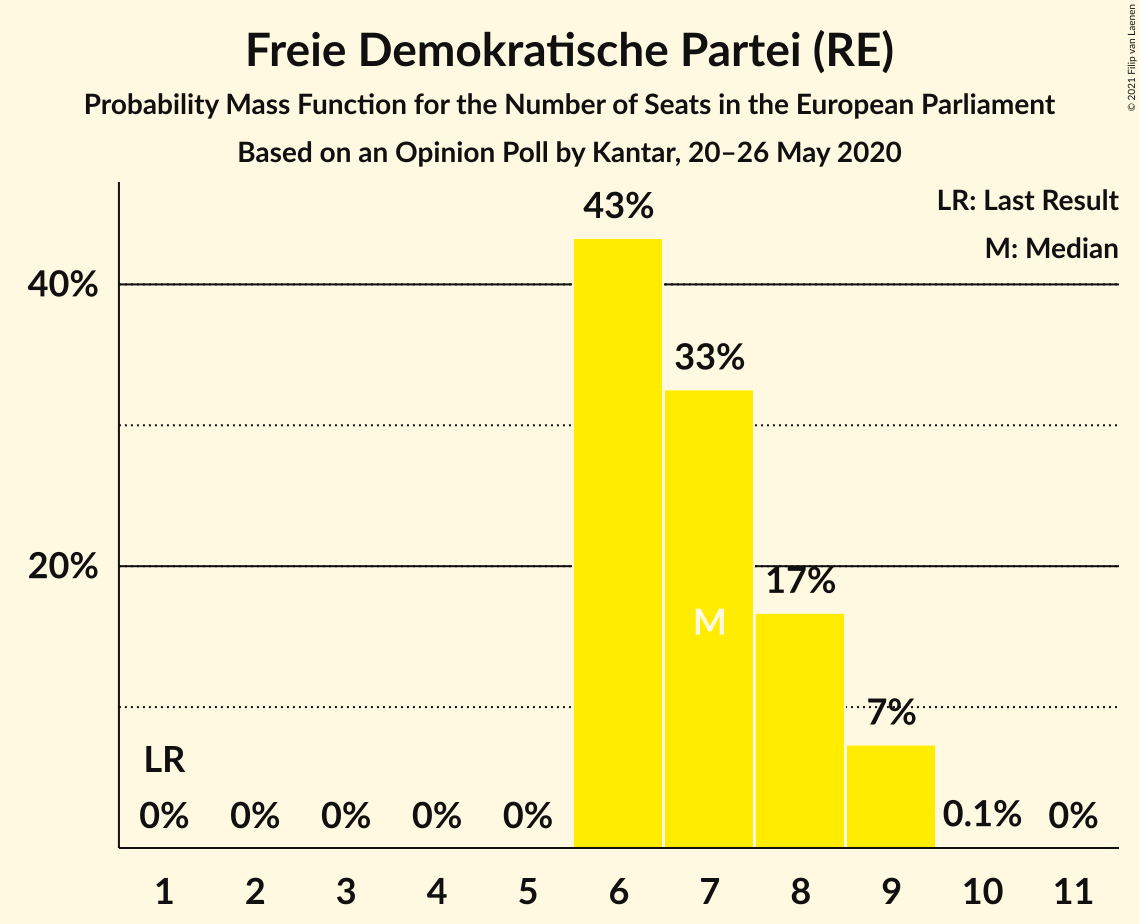 Freie Demokratische Partei (RE)
Probability Mass Function for the Number of Seats in the European Parliament
Based on an Opinion Poll by Kantar, 20–26 May 2020
© 2021 Filip van Laenen
LR: Last Result
M: Median
43%
40%
33%
20%
17%
M
7%
LR
0% 0% 0% 0% 0% 0.1% 0%
1 2 3 4 5 6 7 8 9 10 11